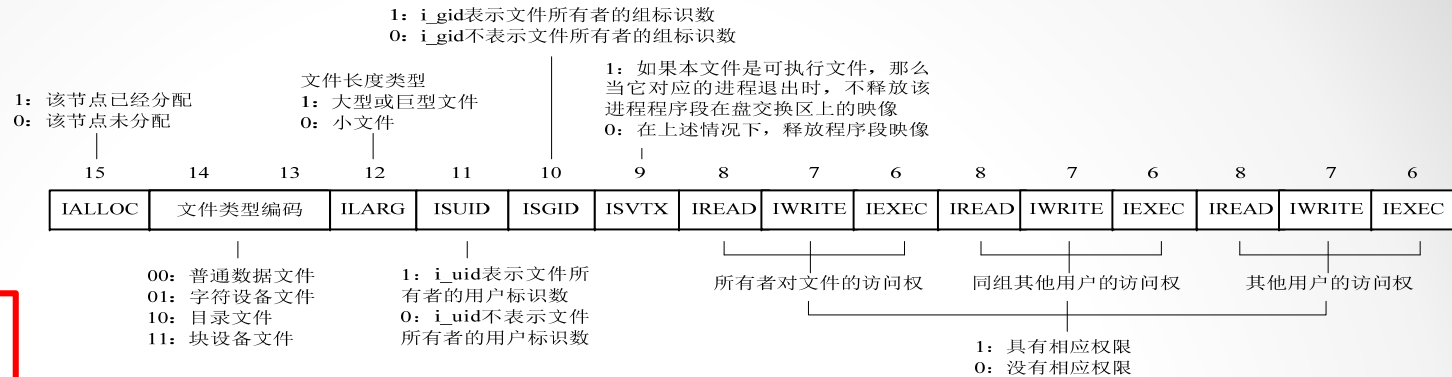 1：i_gid表示文件所有者的组标识数
0：i_gid不表示文件所有者的组标识数
1：该节点已经分配
0：该节点未分配
文件长度类型
1：大型或巨型文件
0：小文件
1：如果本文件是可执行文件，那么
当它对应的进程退出时，不释放该
进程程序段在盘交换区上的映像
0：在上述情况下，释放程序段映像
15 14 13 12 11 10 9 8 7 6 8 7 6 8 7 6
IALLOC 文件类型编码 ILARG ISUID ISGID ISVTX IREAD IWRITE IEXEC IREAD IWRITE IEXEC IREAD IWRITE IEXEC
00：普通数据文件
01：字符设备文件
10：目录文件
11：块设备文件
1：i_uid表示文件所
有者的用户标识数
0：i_uid不表示文件
所有者的用户标识数
所有者对文件的访问权
同组其他用户的访问权
其他用户的访问权
1：具有相应权限
0：没有相应权限